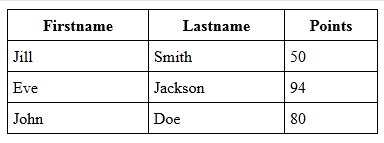 Firstname Lastname Points
Jill Smith 50
Eve Jackson 94
John Doe 80